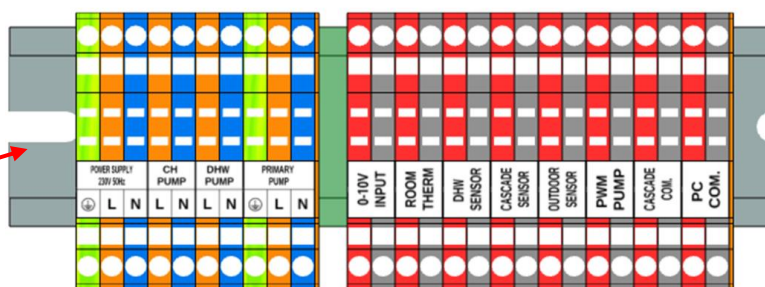 POWER SUPPLY
230V 50Hz
CH
PUMP
DHW
PUMP
PRIMARY
PUMP
L N L N L N L N
0-10V
INPUT
ROOM
THERM
DHW
SENSOR
CASCADE
SENSOR
OUTDOOR
SENSOR
PWM
PUMP
CASCADE
COM.
PC
COM.